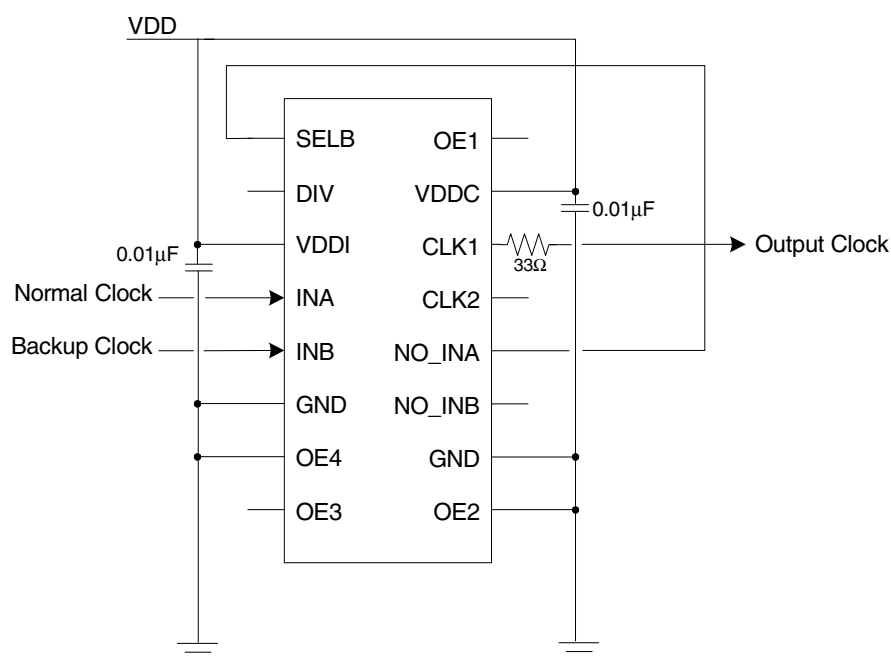 VDD
SELB
OE1
DIV
VDDC
0.01µF
0.01µF
VDDI
CLK1
33Ω
Output Clock
Normal Clock
INA
CLK2
Backup Clock
INB
NO_INA
GND
NO_INB
OE4
GND
OE3
OE2